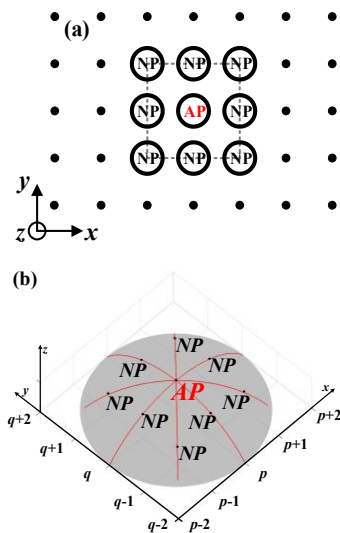 (a)
NP NP NP
NP AP NP
NP NP NP
y
z x
(b)
z
NP
y NP NP x
AP
q+2 NP NP p+2
q+1 NP NP p+1
q NP p
q-1 p-1
q-2 p-2